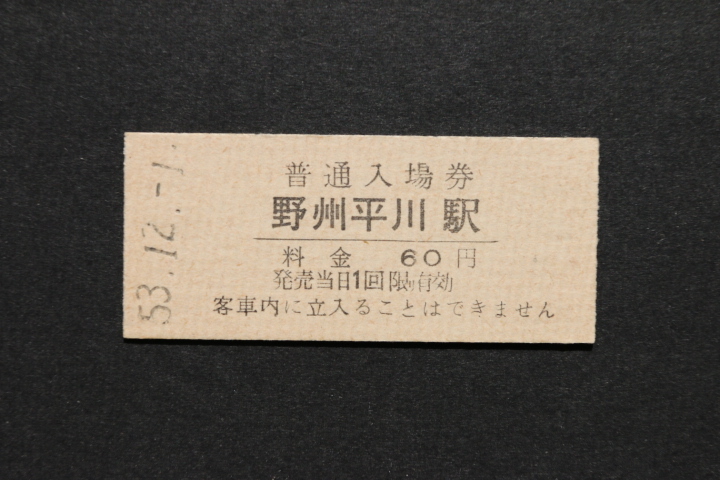 普通入場券
野州平川駅
料金 60円
発売当日1回限り有効
客車内に立入ることはできません
53.12.-1